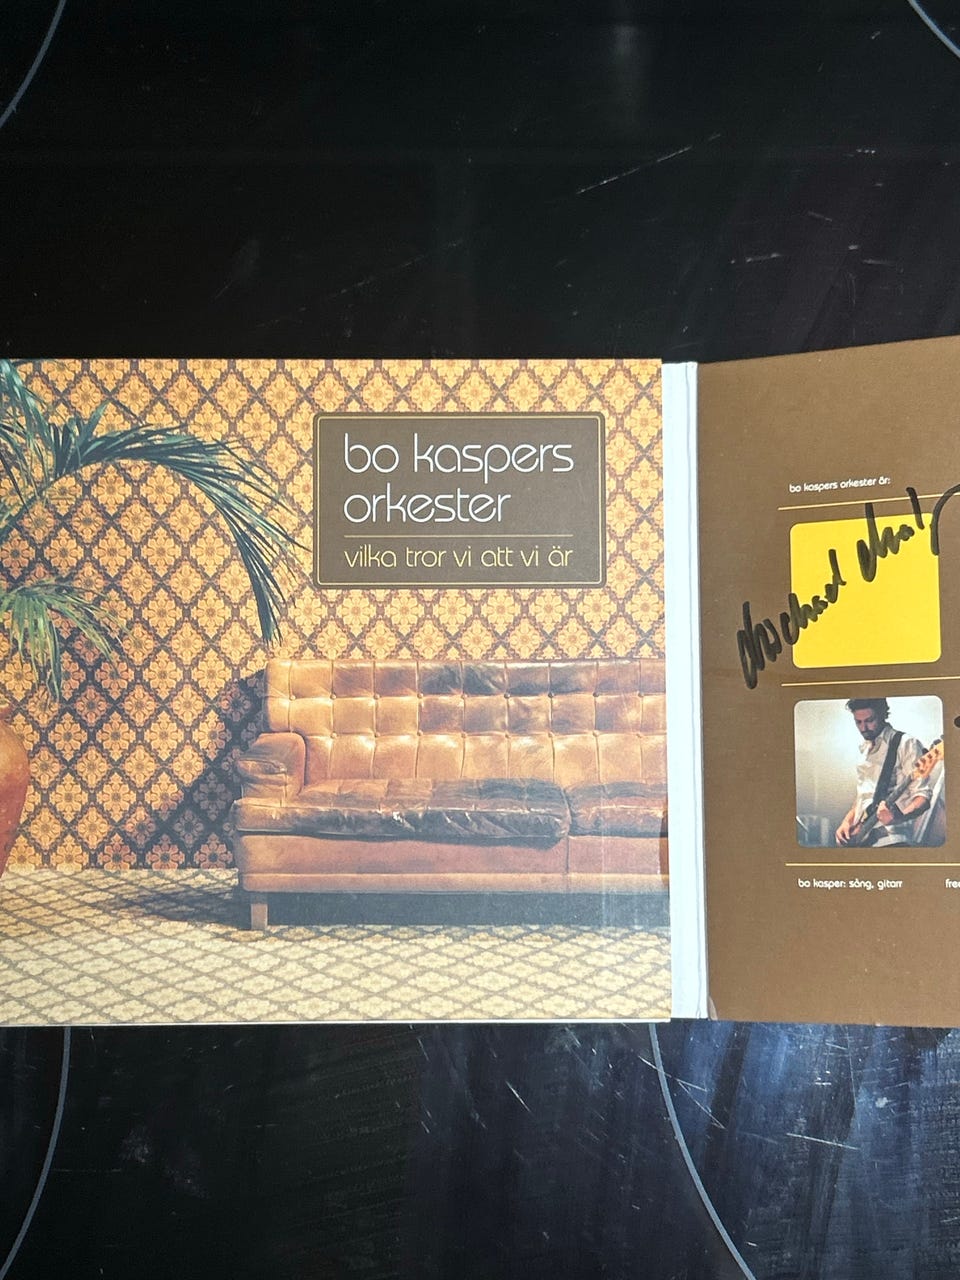 bo kaspers
orkester
vilka tror vi att vi är
bo kaspers orkester är:
bo kasper: sång, gitarr